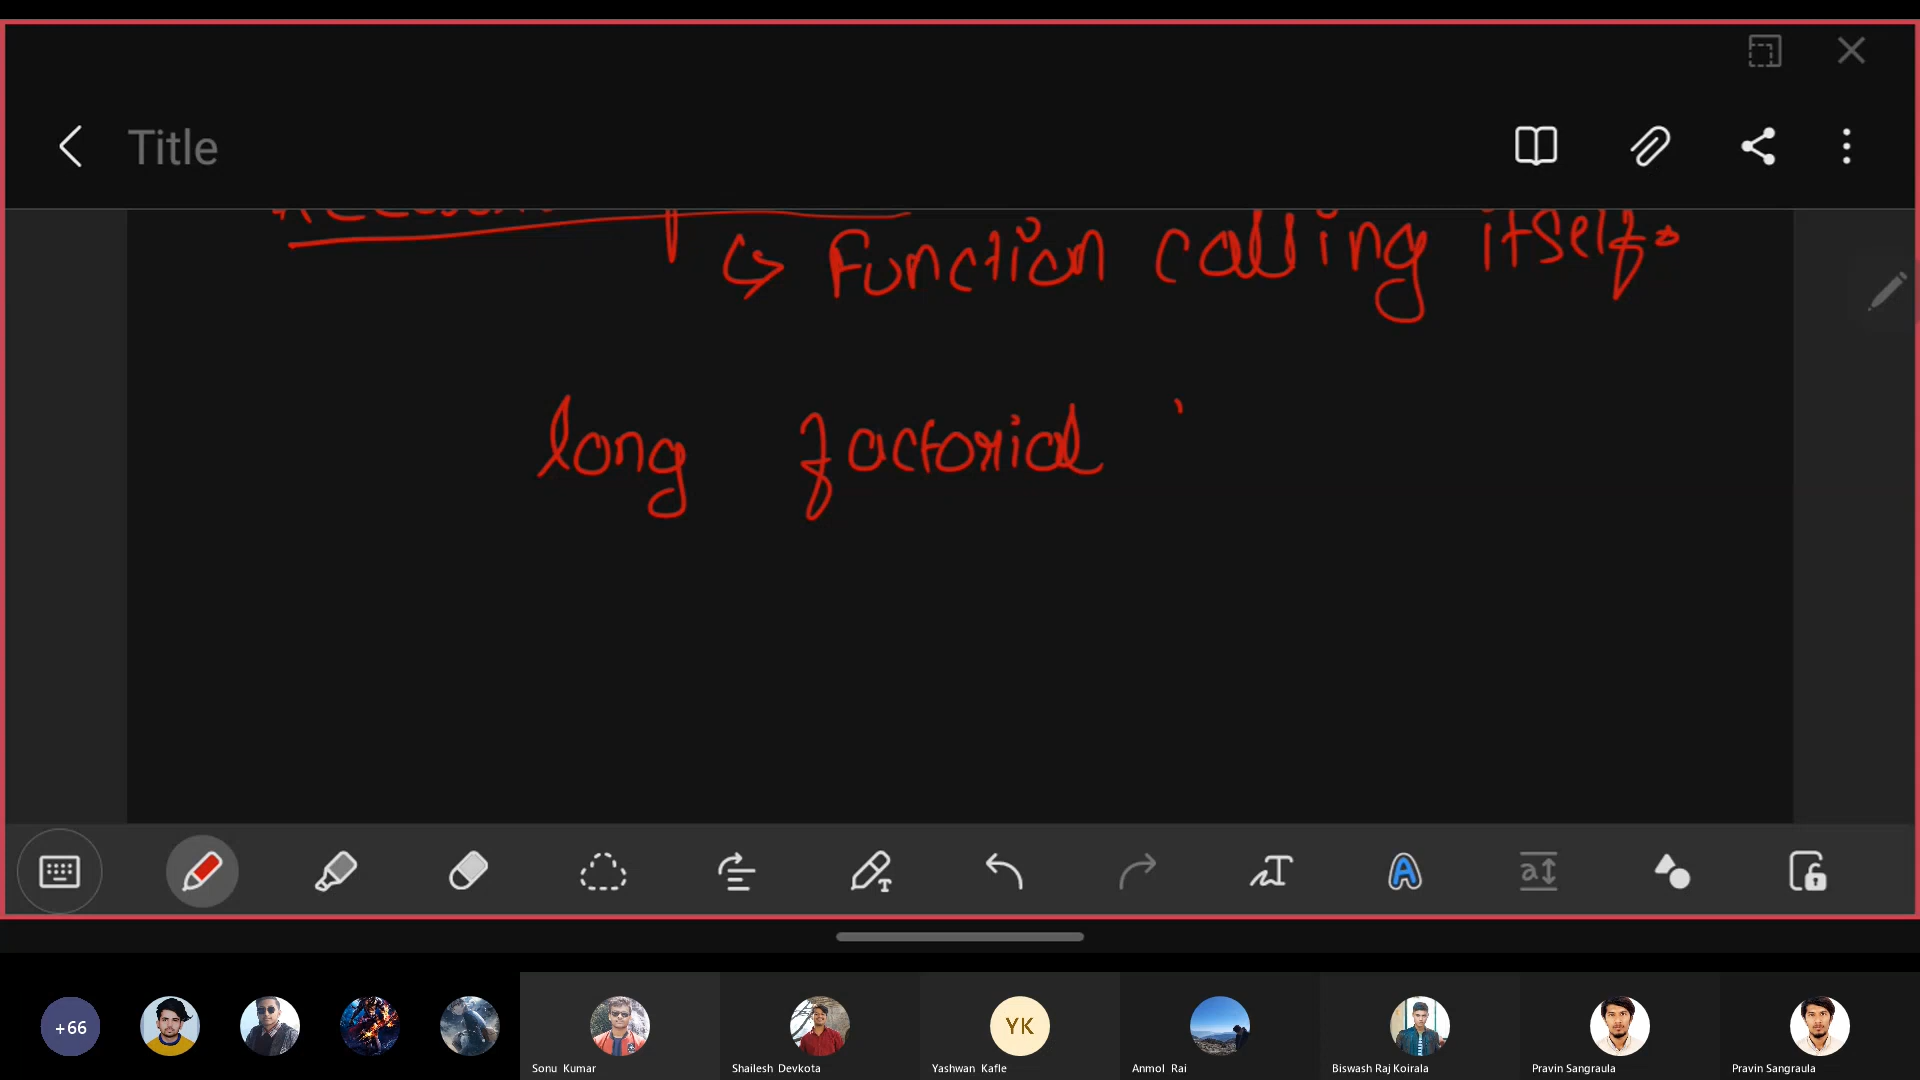 Title
↳ Function calling itself.
long factorial
+66
YK
Sonu Kumar
Shailesh Devkota
Yashwan Kafle
Anmol Rai
Biswash Raj Koirala
Pravin Sangraula
Pravin Sangraula